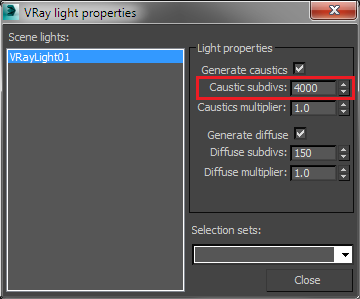 VRay light properties
Scene lights:
VRayLight01
Light properties
Generate caustics
Caustic subdivs: 4000
Caustics multiplier: 1.0
Generate diffuse
Diffuse subdivs: 150
Diffuse multiplier: 1.0
Selection sets:
Close